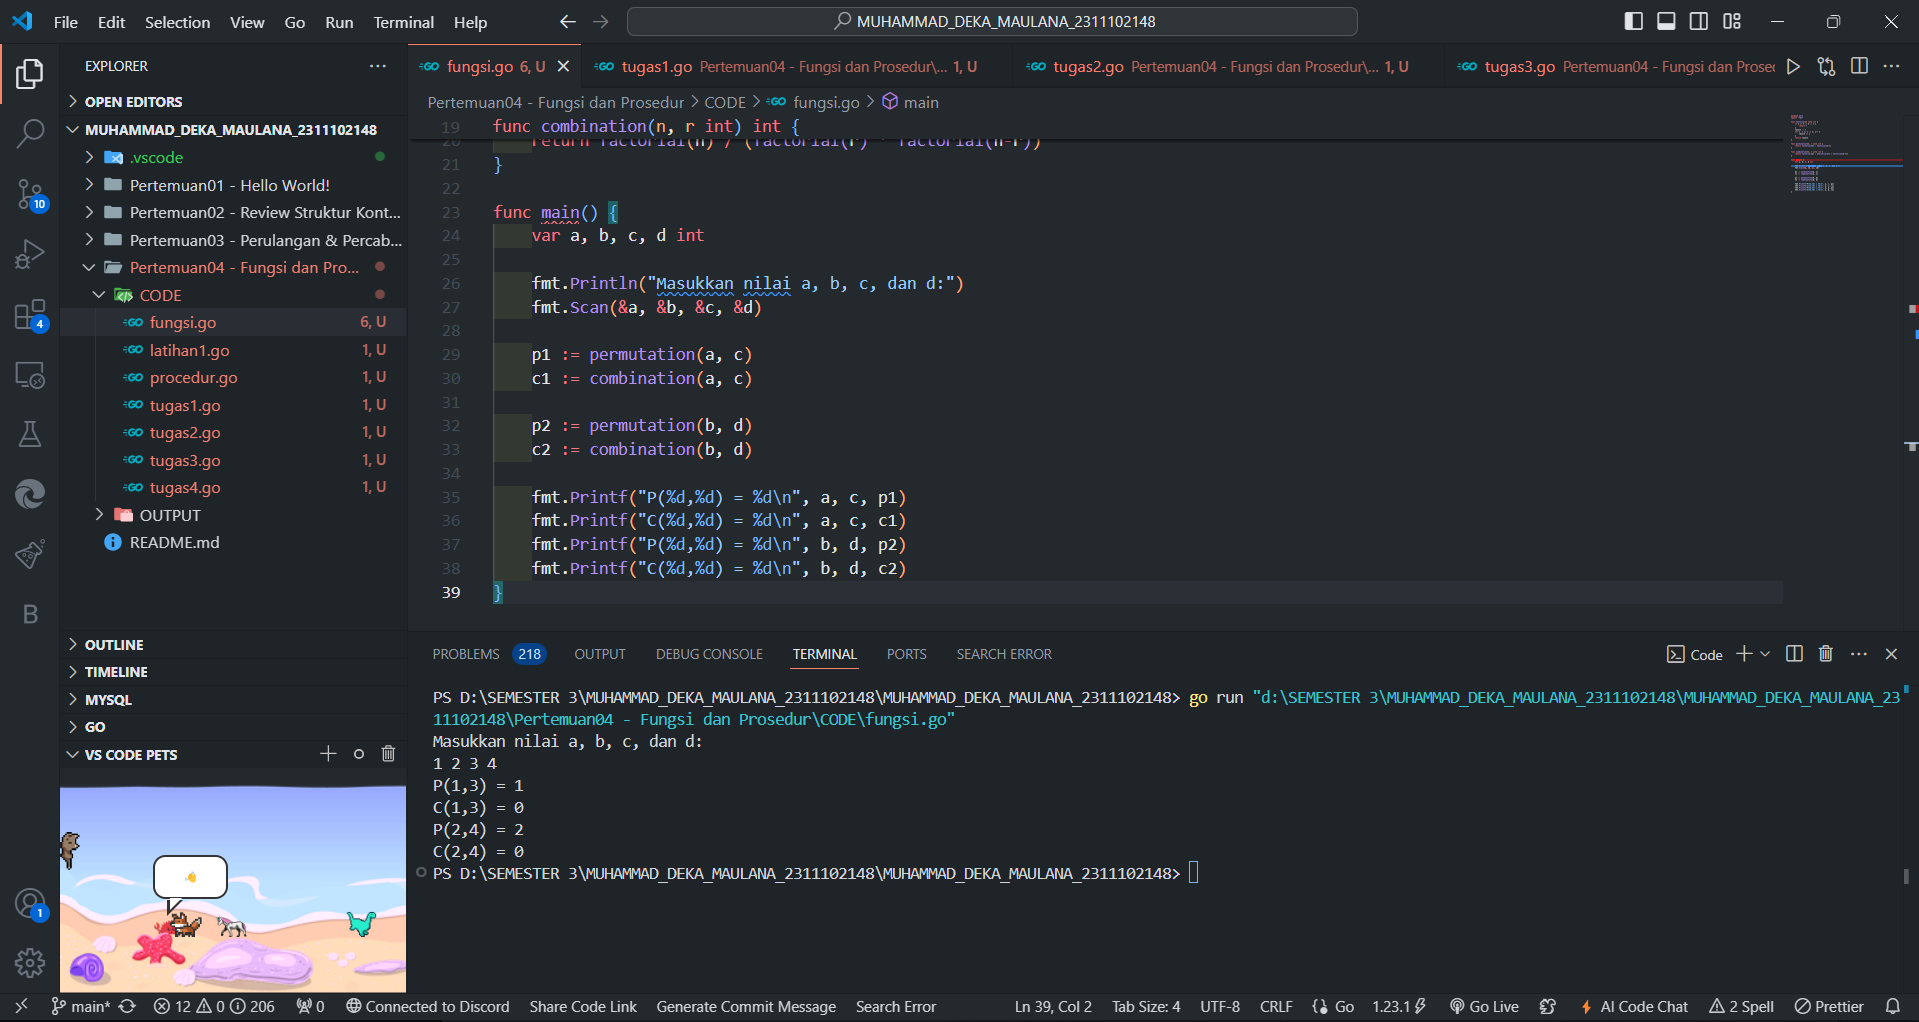 File Edit Selection View Go Run Terminal Help
MUHAMMAD_DEKA_MAULANA_2311102148
EXPLORER
OPEN EDITORS
MUHAMMAD_DEKA_MAULANA_2311102148
.vscode
Pertemuan01 - Hello World!
Pertemuan02 - Review Struktur Kont...
Pertemuan03 - Perulangan & Percab...
Pertemuan04 - Fungsi dan Pro...
CODE
fungsi.go 6, U
latihan1.go 1, U
procedur.go 1, U
tugas1.go 1, U
tugas2.go 1, U
tugas3.go 1, U
tugas4.go 1, U
OUTPUT
README.md
OUTLINE
TIMELINE
MYSQL
GO
VS CODE PETS
10
4
1
fungsi.go 6, U
tugas1.go Pertemuan04 - Fungsi dan Prosedur\... 1, U
tugas2.go Pertemuan04 - Fungsi dan Prosedur\... 1, U
tugas3.go Pertemuan04 - Fungsi dan Prosec
Pertemuan04 - Fungsi dan Prosedur > CODE > fungsi.go > main
19 func combination(n, r int) int {
20 return factorial(n) / (factorial(r) * factorial(n-r))
21 }
22
23 func main() {
24 var a, b, c, d int
25
26 fmt.Println("Masukkan nilai a, b, c, dan d:")
27 fmt.Scan(&a, &b, &c, &d)
28
29 p1 := permutation(a, c)
30 c1 := combination(a, c)
31
32 p2 := permutation(b, d)
33 c2 := combination(b, d)
34
35 fmt.Printf("P(%d,%d) = %d\n", a, c, p1)
36 fmt.Printf("C(%d,%d) = %d\n", a, c, c1)
37 fmt.Printf("P(%d,%d) = %d\n", b, d, p2)
38 fmt.Printf("C(%d,%d) = %d\n", b, d, c2)
39 }
PROBLEMS 218 OUTPUT DEBUG CONSOLE TERMINAL PORTS SEARCH ERROR
Code
PS D:\SEMESTER 3\MUHAMMAD_DEKA_MAULANA_2311102148\MUHAMMAD_DEKA_MAULANA_2311102148> go run "d:\SEMESTER 3\MUHAMMAD_DEKA_MAULANA_2311102148\MUHAMMAD_DEKA_MAULANA_23
11102148\Pertemuan04 - Fungsi dan Prosedur\CODE\fungsi.go"
Masukkan nilai a, b, c, dan d:
1 2 3 4
P(1,3) = 1
C(1,3) = 0
P(2,4) = 2
C(2,4) = 0
PS D:\SEMESTER 3\MUHAMMAD_DEKA_MAULANA_2311102148\MUHAMMAD_DEKA_MAULANA_2311102148>
main* 12 0 206 0 Connected to Discord Share Code Link Generate Commit Message Search Error Ln 39, Col 2 Tab Size: 4 UTF-8 CRLF {} Go 1.23.1 Go Live AI Code Chat 2 Spell Prettier